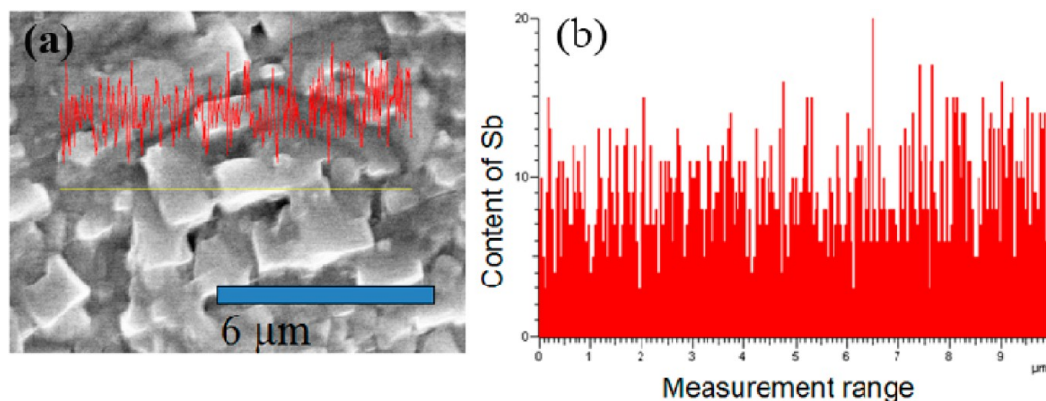 (a)
6 μm
(b)
Content of Sb
20
10
0
0 1 2 3 4 5 6 7 8 9
μm
Measurement range